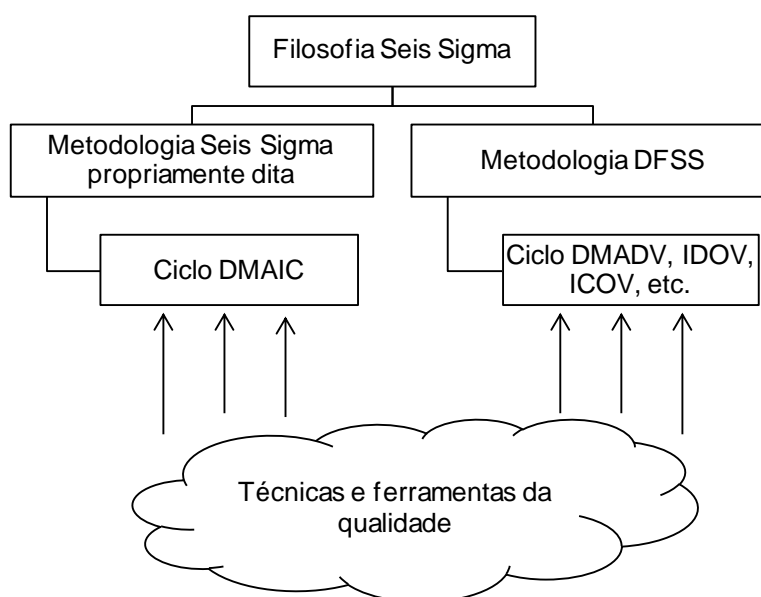 Filosofia Seis Sigma
Metodologia Seis Sigma
propriamente dita
Metodologia DFSS
Ciclo DMAIC
Ciclo DMADV, IDOV,
ICOV, etc.
Técnicas e ferramentas da
qualidade